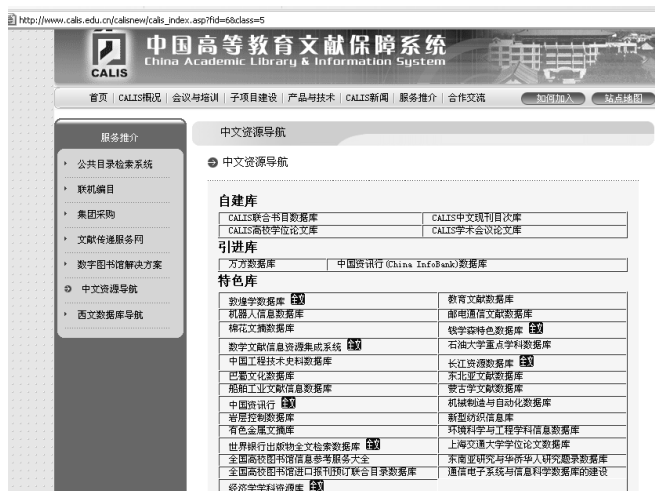 http://www.calis.edu.cn/calisnew/calis_index.asp?fid=6&class=5
中国高等教育文献保障系统
China Academic Library & Information System
CALIS
首页 | CALIS概况 | 会议与培训 | 子项目建设 | 产品与技术 | CALIS新闻 | 服务推介 | 合作交流 如何加入 站点地图
服务推介
公共目录检索系统
联机编目
集团采购
文献传递服务网
数字图书馆解决方案
中文资源导航
西文数据库导航
中文资源导航
中文资源导航
自建库
CALIS联合书目数据库 CALIS中文现刊目次库
CALIS高校学位论文库 CALIS学术会议论文库
引进库
万方数据库 中国资讯行(China InfoBank)数据库
特色库
敦煌学数据库 全文 教育文献数据库
机器人信息数据库 邮电通信文献数据库
棉花文摘数据库 钱学森特色数据库 全文
数学文献信息资源集成系统 全文 石油大学重点学科数据库
中国工程技术史料数据库 长江资源数据库 全文
巴蜀文化数据库 东北亚文献数据库
船舶工业文献信息数据库 蒙古学文献数据库
中国资讯行 全文 机械制造与自动化数据库
岩层控制数据库 新型纺织信息库
有色金属文摘库 环境科学与工程学科信息数据库
世界银行出版物全文检索数据库 全文 上海交通大学学位论文数据库
全国高校图书馆信息参考服务大全 东南亚研究与华侨华人研究题录数据库
全国高校图书馆进口报刊预订联合目录数据库 通信电子系统与信息科学数据库的建设
经济学学科资源库 全文